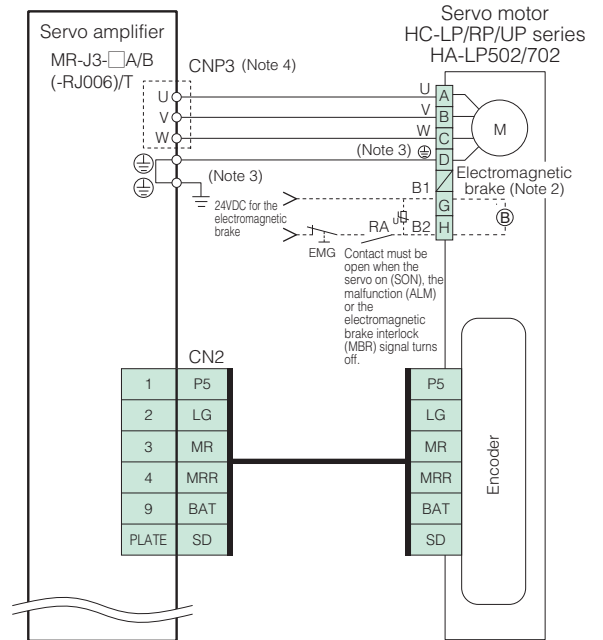 Servo amplifier
MR-J3-□A/B
(-RJ006)/T
CNP3 (Note 4)
Servo motor
HC-LP/RP/UP series
HA-LP502/702
U
V
W
U
V
W
(Note 3)
A
B
C
D
M
(Note 3)
24VDC for the
electromagnetic
brake
B1
B2
G
H
Electromagnetic
brake (Note 2)
B
EMG
RA
U
Contact must be
open when the
servo on (SON), the
malfunction (ALM)
or the
electromagnetic
brake interlock
(MBR) signal turns
off.
CN2
1 P5 P5
2 LG LG
3 MR MR
4 MRR MRR
9 BAT BAT
PLATE SD SD
Encoder